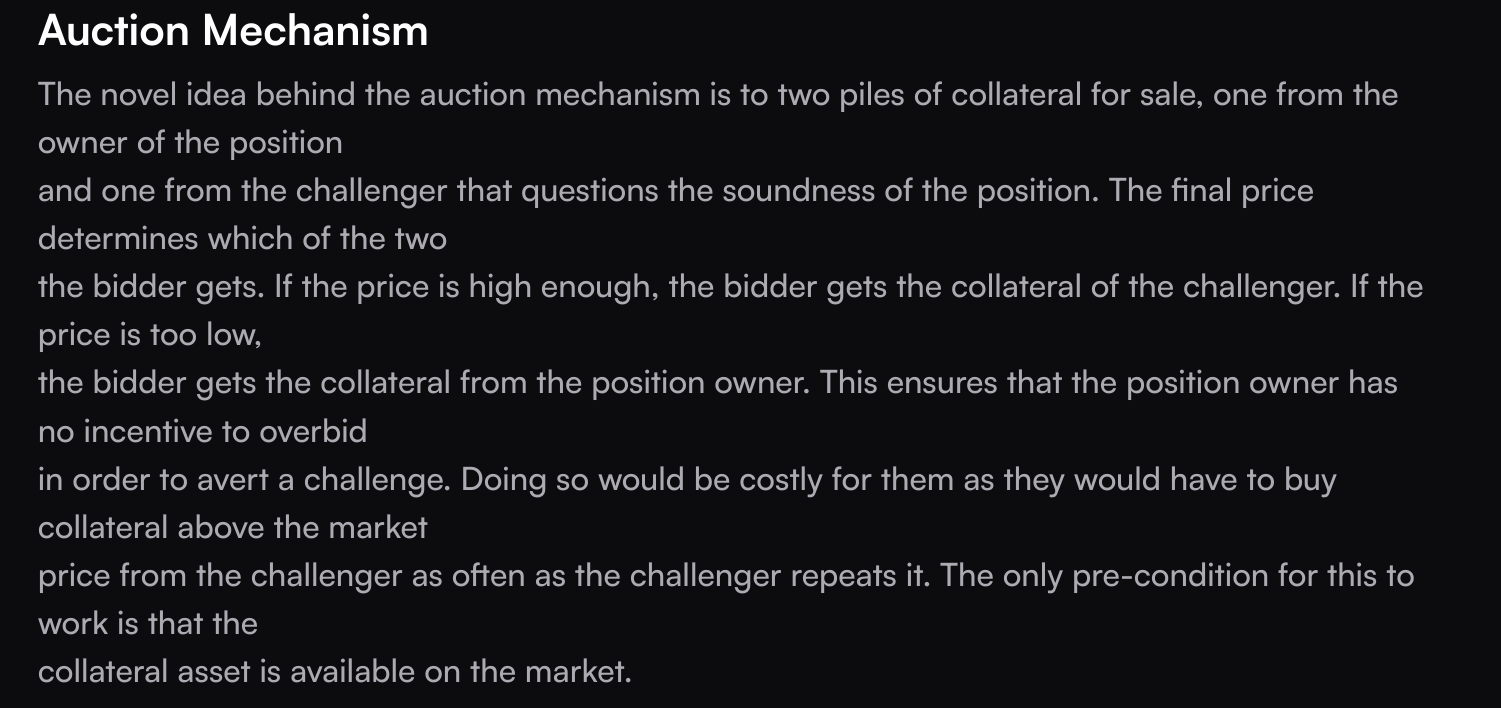 Auction Mechanism
The novel idea behind the auction mechanism is to two piles of collateral for sale, one from the
owner of the position
and one from the challenger that questions the soundness of the position. The final price
determines which of the two
the bidder gets. If the price is high enough, the bidder gets the collateral of the challenger. If the
price is too low,
the bidder gets the collateral from the position owner. This ensures that the position owner has
no incentive to overbid
in order to avert a challenge. Doing so would be costly for them as they would have to buy
collateral above the market
price from the challenger as often as the challenger repeats it. The only pre-condition for this to
work is that the
collateral asset is available on the market.